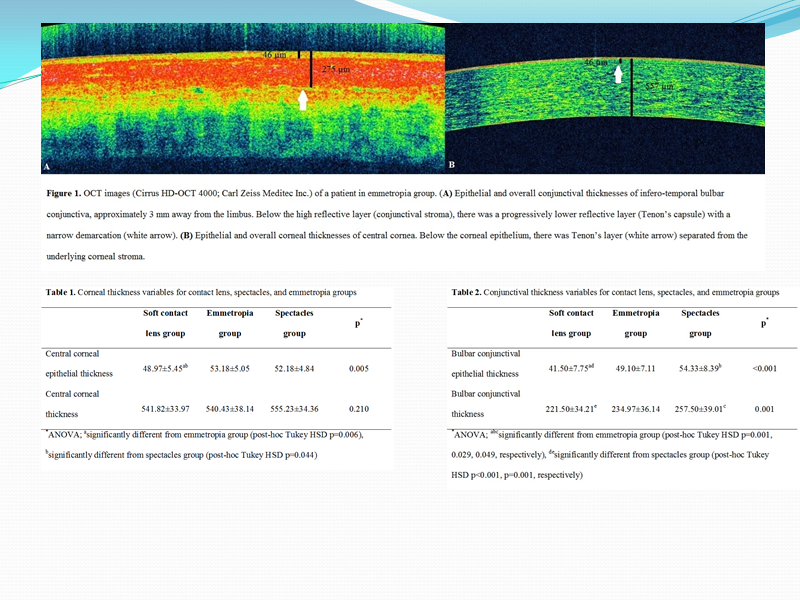 46 µm
275 µm
A
46 µm
B
Figure 1. OCT images (Cirrus HD-OCT 4000; Carl Zeiss Meditec Inc.) of a patient in emmetropia group. (A) Epithelial and overall conjunctival thicknesses of infero-temporal bulbar
conjunctiva, approximately 3 mm away from the limbus. Below the high reflective layer (conjunctival stroma), there was a progressively lower reflective layer (Tenon’s capsule) with a
narrow demarcation (white arrow). (B) Epithelial and overall corneal thicknesses of central cornea. Below the corneal epithelium, there was Tenon’s layer (white arrow) separated from the
underlying corneal stroma.
Table 1. Corneal thickness variables for contact lens, spectacles, and emmetropia groups
Soft contact lens group Emmetropia group Spectacles group p*
Central corneal epithelial thickness 48.97±5.45ab 53.18±5.05 52.18±4.84 0.005
Central corneal thickness 541.82±33.97 540.43±38.14 555.23±34.36 0.210
*ANOVA; asignificantly different from emmetropia group (post-hoc Tukey HSD p=0.006),
bsignificantly different from spectacles group (post-hoc Tukey HSD p=0.044)
Table 2. Conjunctival thickness variables for contact lens, spectacles, and emmetropia groups
Soft contact lens group Emmetropia group Spectacles group p*
Bulbar conjunctival epithelial thickness 41.50±7.75ad 49.10±7.11 54.33±8.39b <0.001
Bulbar conjunctival thickness 221.50±34.21e 234.97±36.14 257.50±39.01c 0.001
*ANOVA; abcsignificantly different from emmetropia group (post-hoc Tukey HSD p=0.001,
0.029, 0.049, respectively), designificantly different from spectacles group (post-hoc Tukey
HSD p<0.001, p=0.001, respectively)